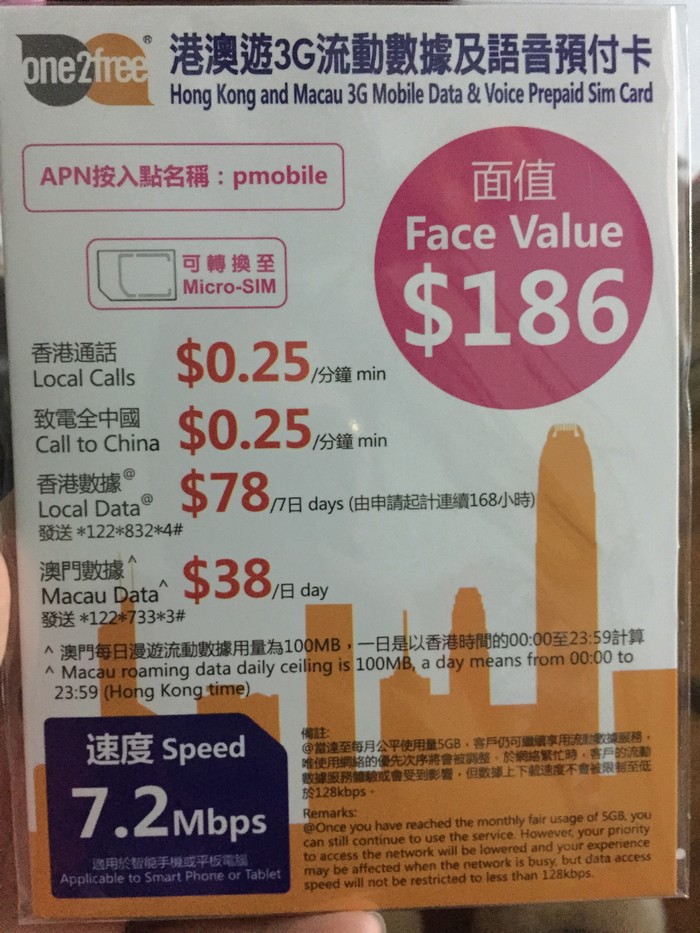 one2free®
港澳遊3G流動數據及語音預付卡
Hong Kong and Macau 3G Mobile Data & Voice Prepaid Sim Card
APN按入點名稱：pmobile
面值
Face Value
$186
可轉換至
Micro-SIM
香港通話
Local Calls
$0.25/分鐘 min
致電全中國
Call to China
$0.25/分鐘 min
香港數據@
Local Data@
$78/7日 days (由申請起計連續168小時)
發送 *122*832*4#
澳門數據^
Macau Data^
$38/日 day
發送 *122*733*3#
^ 澳門每日漫遊流動數據用量為100MB，一日是以香港時間的00:00至23:59計算
^ Macau roaming data daily ceiling is 100MB, a day means from 00:00 to
23:59 (Hong Kong time)
速度 Speed
7.2Mbps
適用於智能手機或平板電腦
Applicable to Smart Phone or Tablet
備註:
@當達至每月公平使用量5GB，客戶仍可繼續享用流動數據服務，
唯使用網絡的優先次序將會被調整。於網絡繁忙時，客戶的流動
數據服務體驗或會受到影響，但數據上下載速度不會被限制至低
於128kbps。
Remarks:
@Once you have reached the monthly fair usage of 5GB, you
can still continue to use the service. However, your priority
to access the network will be lowered and your experience
may be affected when the network is busy, but data access
speed will not be restricted to less than 128kbps.